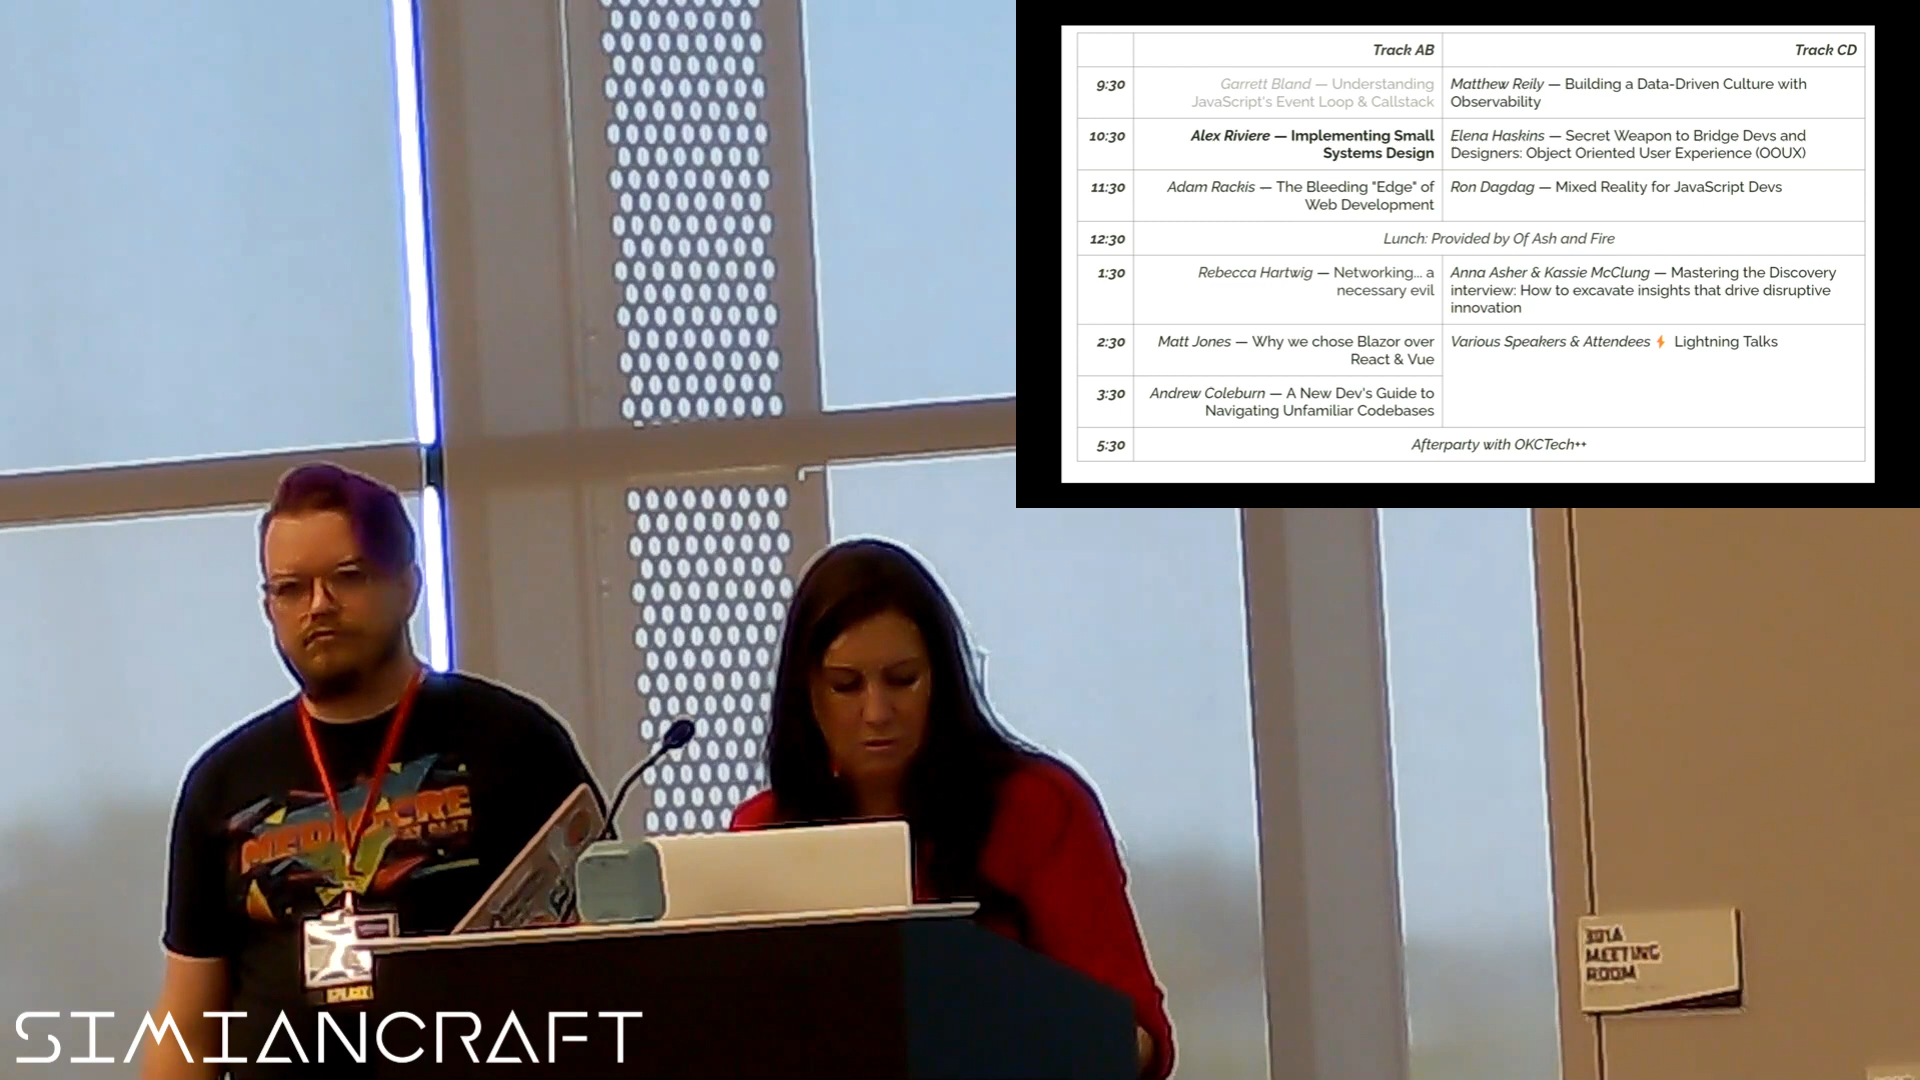 Track AB
Track CD
9:30
Garrett Bland — Understanding
JavaScript's Event Loop & Callstack
Matthew Reily — Building a Data-Driven Culture with
Observability
10:30
Alex Riviere — Implementing Small
Systems Design
Elena Haskins — Secret Weapon to Bridge Devs and
Designers: Object Oriented User Experience (OOUX)
11:30
Adam Rackis — The Bleeding "Edge" of
Web Development
Ron Dagdag — Mixed Reality for JavaScript Devs
12:30
Lunch: Provided by Of Ash and Fire
1:30
Rebecca Hartwig — Networking... a
necessary evil
Anna Asher & Kassie McClung — Mastering the Discovery
interview: How to excavate insights that drive disruptive
innovation
2:30
Matt Jones — Why we chose Blazor over
React & Vue
Various Speakers & Attendees ⚡ Lightning Talks
3:30
Andrew Coleburn — A New Dev's Guide to
Navigating Unfamiliar Codebases
5:30
Afterparty with OKCTech++
301A
MEETING
ROOM
SIMIANCRAFT